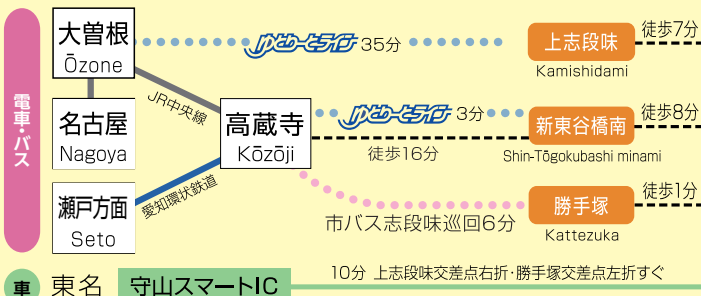 電車・バス
大曽根
Ōzone
ゆとりーとライン 35分
上志段味
Kamishidami
徒歩7分
JR中央線
名古屋
Nagoya
高蔵寺
Kōzōji
ゆとりーとライン 3分
徒歩16分
新東谷橋南
Shin-Tōgokubashi minami
徒歩8分
瀬戸方面
Seto
愛知環状鉄道
市バス志段味巡回6分
勝手塚
Kattezuka
徒歩1分
車
東名 守山スマートIC
10分 上志段味交差点右折・勝手塚交差点左折すぐ